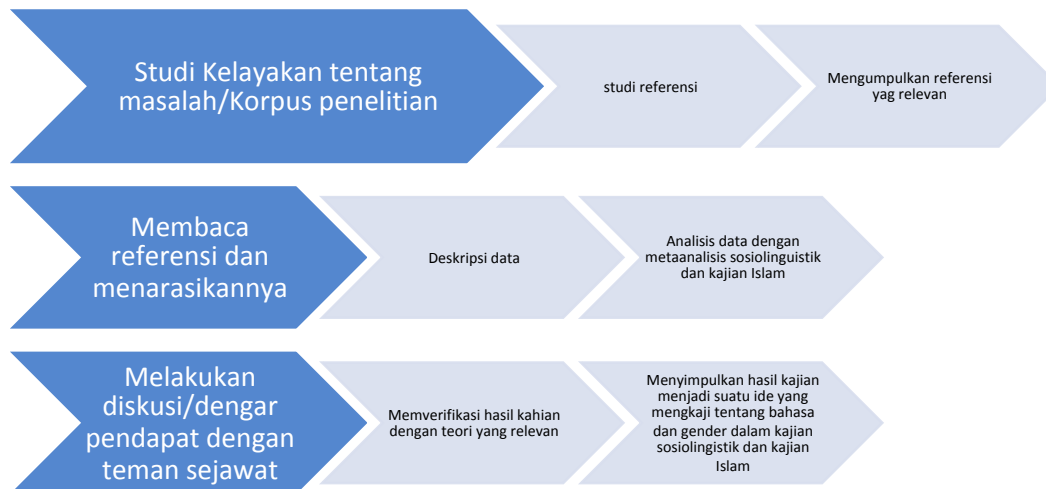 Studi Kelayakan tentang
masalah/Korpus penelitian
studi referensi
Mengumpulkan referensi
yag relevan
Membaca
referensi dan
menarasikannya
Deskripsi data
Analisis data dengan
metaanalisis sosiolinguistik
dan kajian Islam
Melakukan
diskusi/dengar
pendapat dengan
teman sejawat
Memverifikasi hasil kahian
dengan teori yang relevan
Menyimpulkan hasil kajian
menjadi suatu ide yang
mengkaji tentang bahasa
dan gender dalam kajian
sosiolingistik dan kajian
Islam